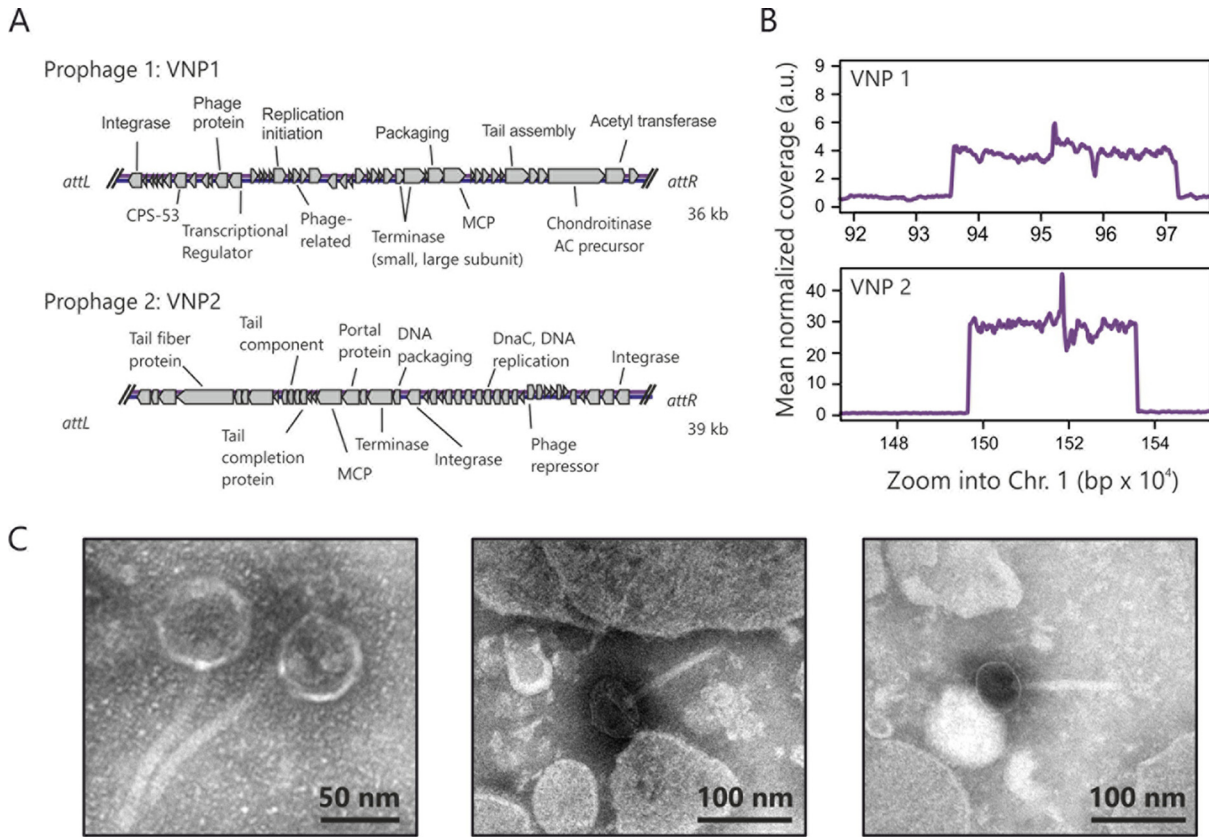 A
Prophage 1: VNP1
Integrase
Phage
protein
Replication
initiation
Packaging
Tail assembly
Acetyl transferase
attL
attR
CPS-53
Transcriptional
Regulator
Phage-
related
Terminase
(small, large subunit)
MCP
Chondroitinase
AC precursor
36 kb
Prophage 2: VNP2
Tail fiber
protein
Tail
component
Portal
protein
DNA
packaging
DnaC, DNA
replication
Integrase
attL
attR
39 kb
Tail
completion
protein
MCP
Terminase
Integrase
Phage
repressor
B
Mean normalized coverage (a.u.)
VNP 1
9
8
6
4
2
0
92 93 94 95 96 97
VNP 2
40
30
20
10
0
148 150 152 154
Zoom into Chr. 1 (bp x 10⁴)
C
50 nm
100 nm
100 nm